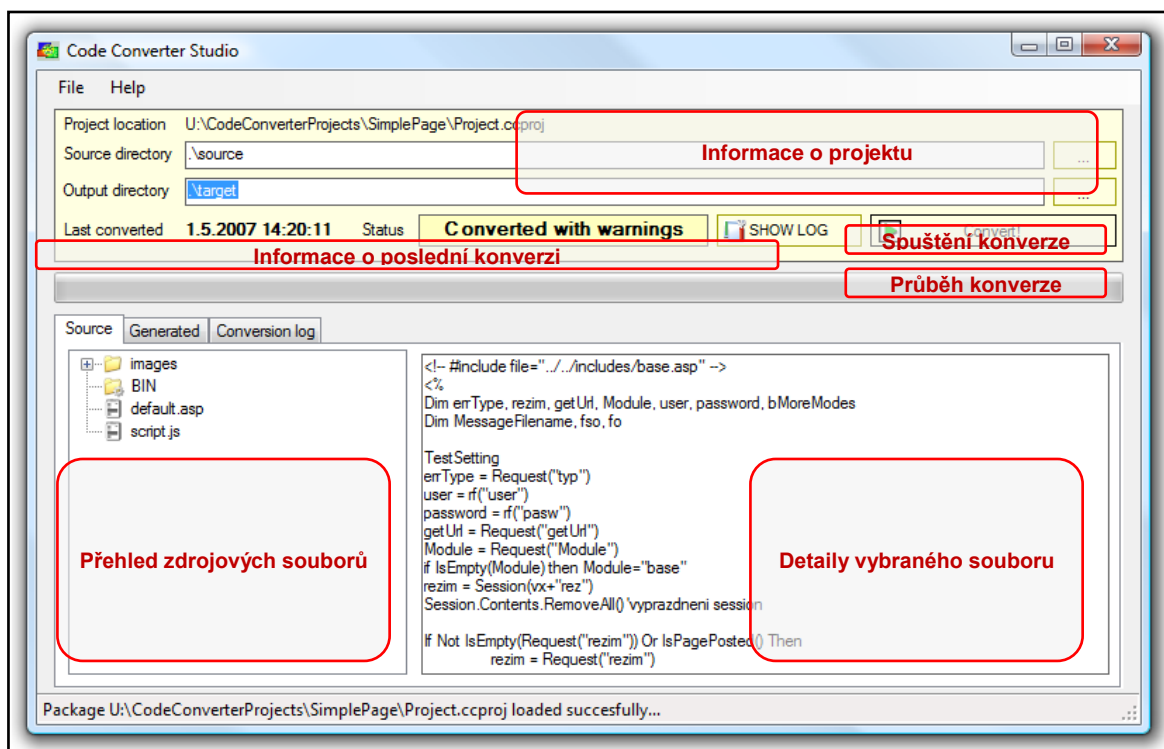 Code Converter Studio
File Help
Project location U:\CodeConverterProjects\SimplePage\Project.ccproj
Source directory .\source ...
Informace o projektu
Output directory .\target ...
Last converted 1.5.2007 14:20:11 Status Converted with warnings SHOW LOG Convert!
Spuštění konverze
Informace o poslední konverzi
Průběh konverze
Source Generated Conversion log
images
BIN
default.asp
script.js
Přehled zdrojových souborů
<!-- #include file="../../includes/base.asp" -->
<%
Dim errType, rezim, getUrl, Module, user, password, bMoreModes
Dim MessageFilename, fso, fo
TestSetting
errType = Request("typ")
user = rf("user")
password = rf("pasw")
getUrl = Request("getUrl")
Module = Request("Module")
if IsEmpty(Module) then Module="base"
rezim = Session(vx+"rez")
Session.Contents.RemoveAll() 'vyprazdneni session
If Not IsEmpty(Request("rezim")) Or IsPagePosted() Then
rezim = Request("rezim")
Detaily vybraného souboru
Package U:\CodeConverterProjects\SimplePage\Project.ccproj loaded succesfully...